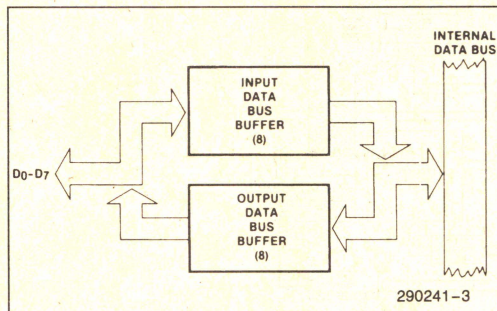 INTERNAL
DATA BUS
INPUT
DATA
BUS
BUFFER
(8)
D0-D7
OUTPUT
DATA
BUS
BUFFER
(8)
290241-3